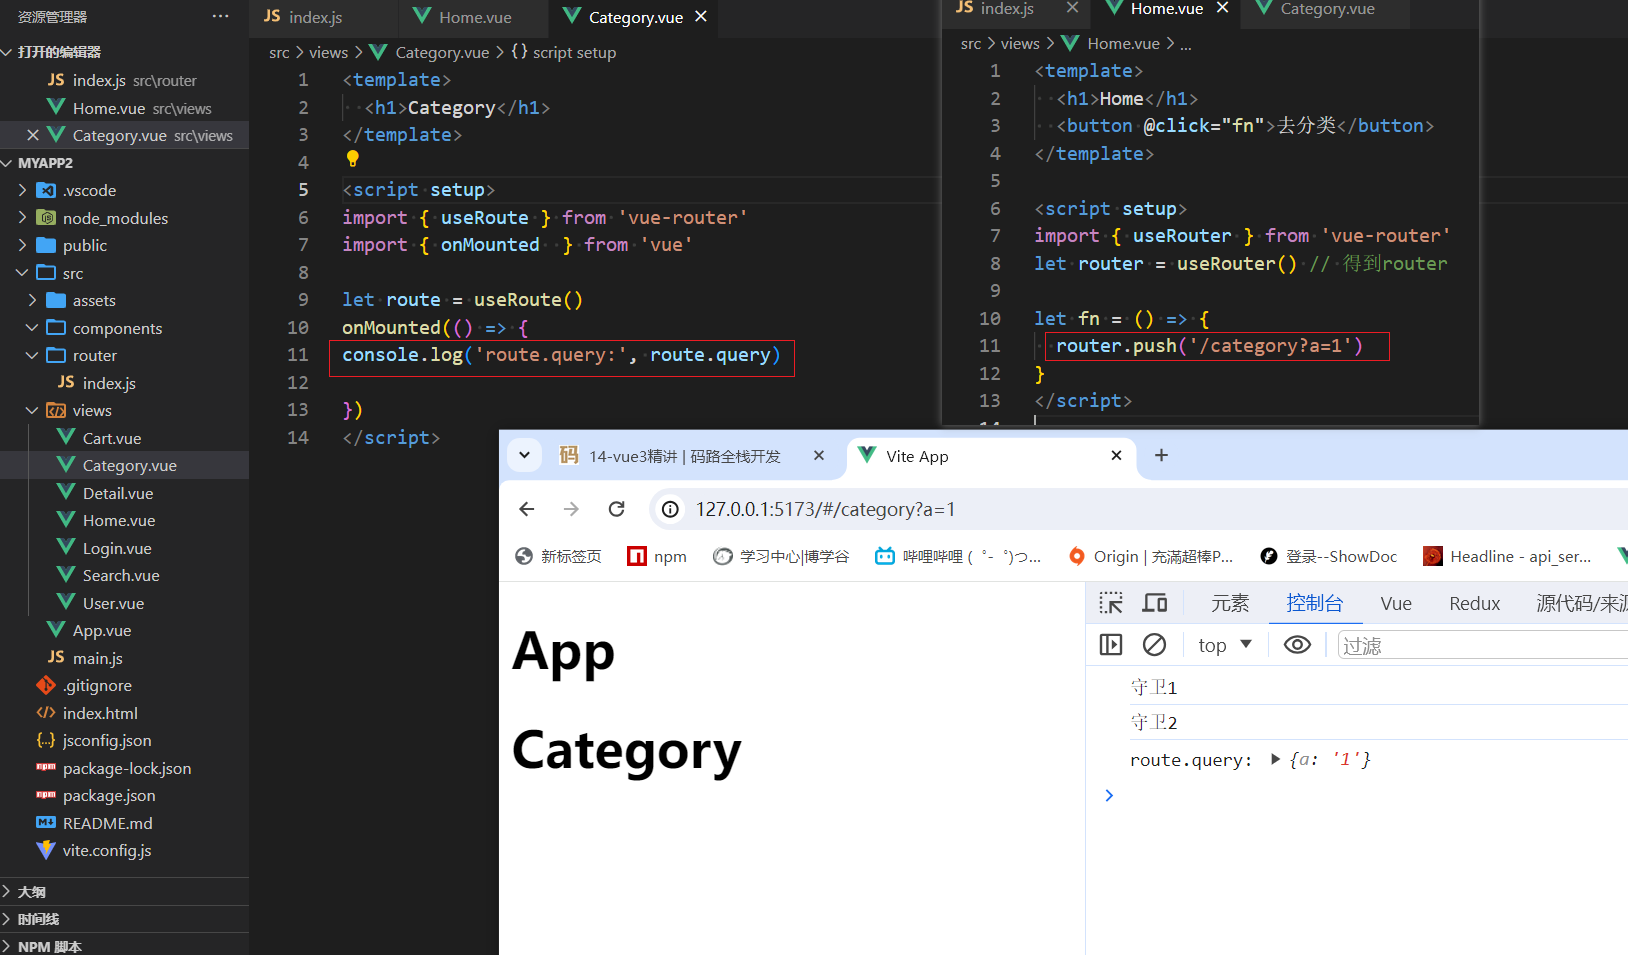 资源管理器
打开的编辑器
JS index.js src\router
Home.vue src\views
Category.vue src\views
MYAPP2
.vscode
node_modules
public
src
assets
components
router
JS index.js
views
Cart.vue
Category.vue
Detail.vue
Home.vue
Login.vue
Search.vue
User.vue
App.vue
JS main.js
.gitignore
index.html
jsconfig.json
package-lock.json
package.json
README.md
vite.config.js
大纲
时间线
NPM 脚本
JS index.js Home.vue Category.vue
src > views > Category.vue > {} script setup
1 <template>
2 <h1>Category</h1>
3 </template>
4
5 <script setup>
6 import { useRoute } from 'vue-router'
7 import { onMounted  } from 'vue'
8
9 let route = useRoute()
10 onMounted(() => {
11 console.log('route.query:', route.query)
12
13 })
14 </script>
JS index.js Home.vue Category.vue
src > views > Home.vue > ...
1 <template>
2 <h1>Home</h1>
3 <button @click="fn">去分类</button>
4 </template>
5
6 <script setup>
7 import { useRouter } from 'vue-router'
8 let router = useRouter() // 得到router
9
10 let fn = () => {
11 router.push('/category?a=1')
12 }
13 </script>
14
码 14-vue3精讲 | 码路全栈开发 Vite App
127.0.0.1:5173/#/category?a=1
新标签页 npm 学习中心|博学谷 哔哩哔哩 (゜-゜)つ... Origin | 充满超棒P... 登录--ShowDoc Headline - api_ser...
App
Category
元素 控制台 Vue Redux 源代码/来源
top 过滤
守卫1
守卫2
route.query: {a: '1'}